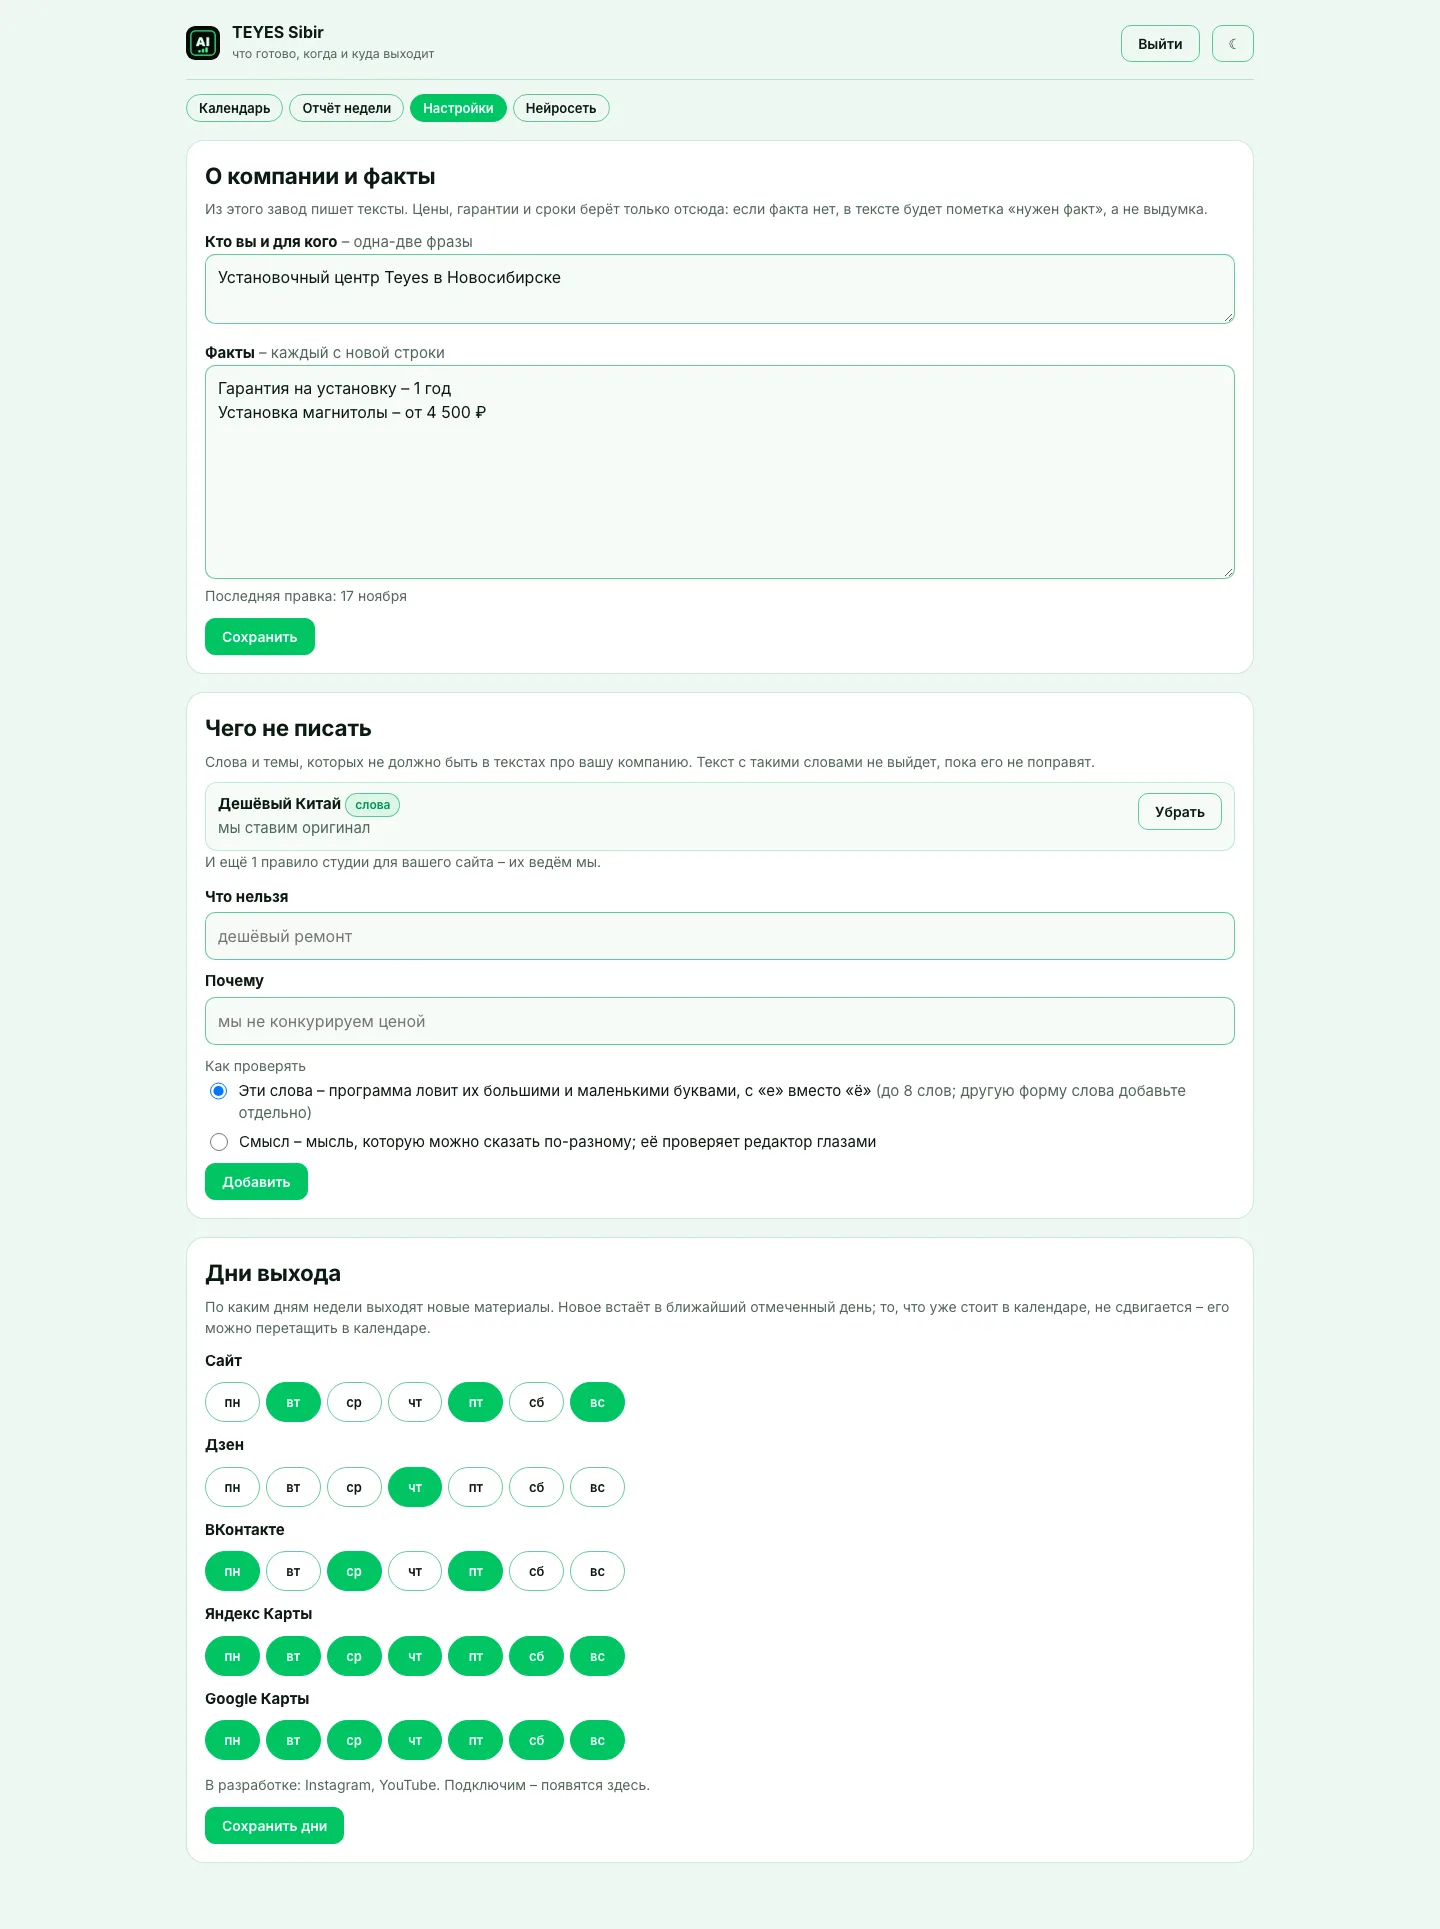 AI
TEYES Sibir
что готово, когда и куда выходит
Выйти
☾
Календарь
Отчёт недели
Настройки
Нейросеть
О компании и факты
Из этого завод пишет тексты. Цены, гарантии и сроки берёт только отсюда: если факта нет, в тексте будет пометка «нужен факт», а не выдумка.
Кто вы и для кого – одна-две фразы
Установочный центр Teyes в Новосибирске
Факты – каждый с новой строки
Гарантия на установку – 1 год
Установка магнитолы – от 4 500 ₽
Последняя правка: 17 ноября
Сохранить
Чего не писать
Слова и темы, которых не должно быть в текстах про вашу компанию. Текст с такими словами не выйдет, пока его не поправят.
Дешёвый Китай слова
мы ставим оригинал
Убрать
И ещё 1 правило студии для вашего сайта – их ведём мы.
Что нельзя
дешёвый ремонт
Почему
мы не конкурируем ценой
Как проверять
Эти слова – программа ловит их большими и маленькими буквами, с «е» вместо «ё» (до 8 слов; другую форму слова добавьте
отдельно)
Смысл – мысль, которую можно сказать по-разному; её проверяет редактор глазами
Добавить
Дни выхода
По каким дням недели выходят новые материалы. Новое встаёт в ближайший отмеченный день; то, что уже стоит в календаре, не сдвигается – его
можно перетащить в календаре.
Сайт
пн вт ср чт пт сб вс
Дзен
пн вт ср чт пт сб вс
ВКонтакте
пн вт ср чт пт сб вс
Яндекс Карты
пн вт ср чт пт сб вс
Google Карты
пн вт ср чт пт сб вс
В разработке: Instagram, YouTube. Подключим – появятся здесь.
Сохранить дни